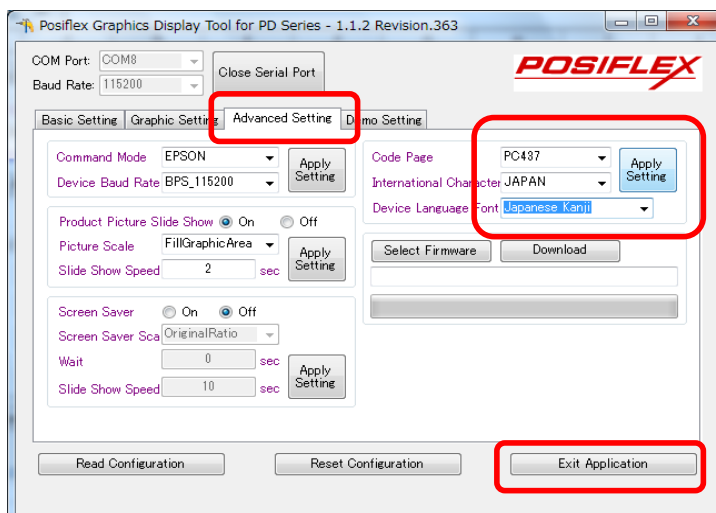 Posiflex Graphics Display Tool for PD Series - 1.1.2 Revision.363
COM Port: COM8
Baud Rate: 115200
Close Serial Port
POSIFLEX
Basic Setting Graphic Setting Advanced Setting Demo Setting
Command Mode EPSON
Device Baud Rate BPS_115200
Apply Setting
Product Picture Slide Show On Off
Picture Scale FillGraphicArea
Slide Show Speed 2 sec
Apply Setting
Screen Saver On Off
Screen Saver Sca OriginalRatio
Wait 0 sec
Slide Show Speed 10 sec
Apply Setting
Code Page PC437
International Character JAPAN
Device Language Font Japanese Kanji
Apply Setting
Select Firmware Download
Read Configuration Reset Configuration Exit Application